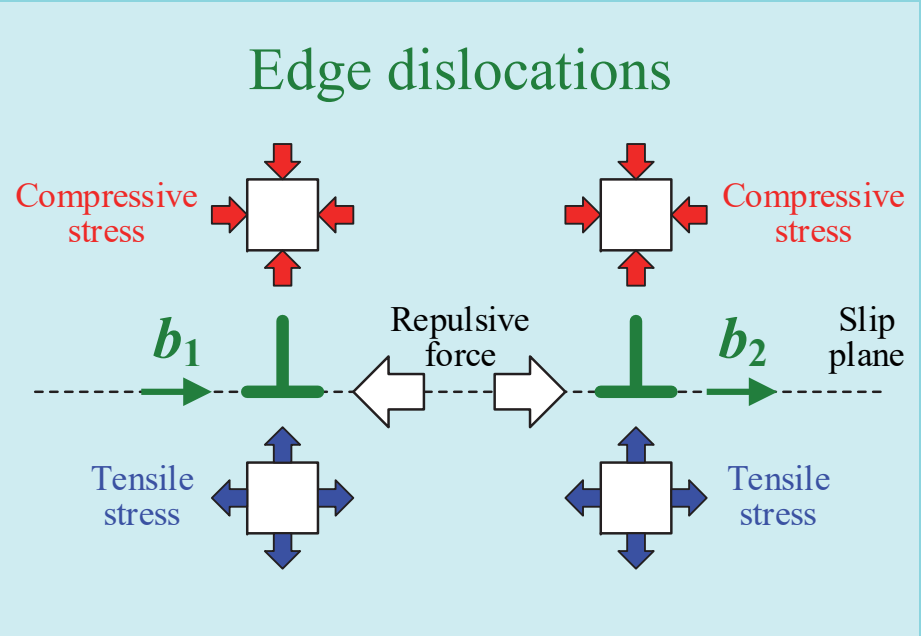 Edge dislocations
Compressive
stress
Compressive
stress
b1
Repulsive
force
b2
Slip
plane
Tensile
stress
Tensile
stress